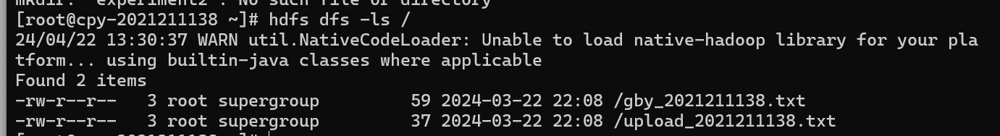 mkdir: `experiment2': No such file or directory
[root@cpy-2021211138 ~]# hdfs dfs -ls /
24/04/22 13:30:37 WARN util.NativeCodeLoader: Unable to load native-hadoop library for your pla
tform... using builtin-java classes where applicable
Found 2 items
-rw-r--r--   3 root supergroup         59 2024-03-22 22:08 /gby_2021211138.txt
-rw-r--r--   3 root supergroup         37 2024-03-22 22:08 /upload_2021211138.txt